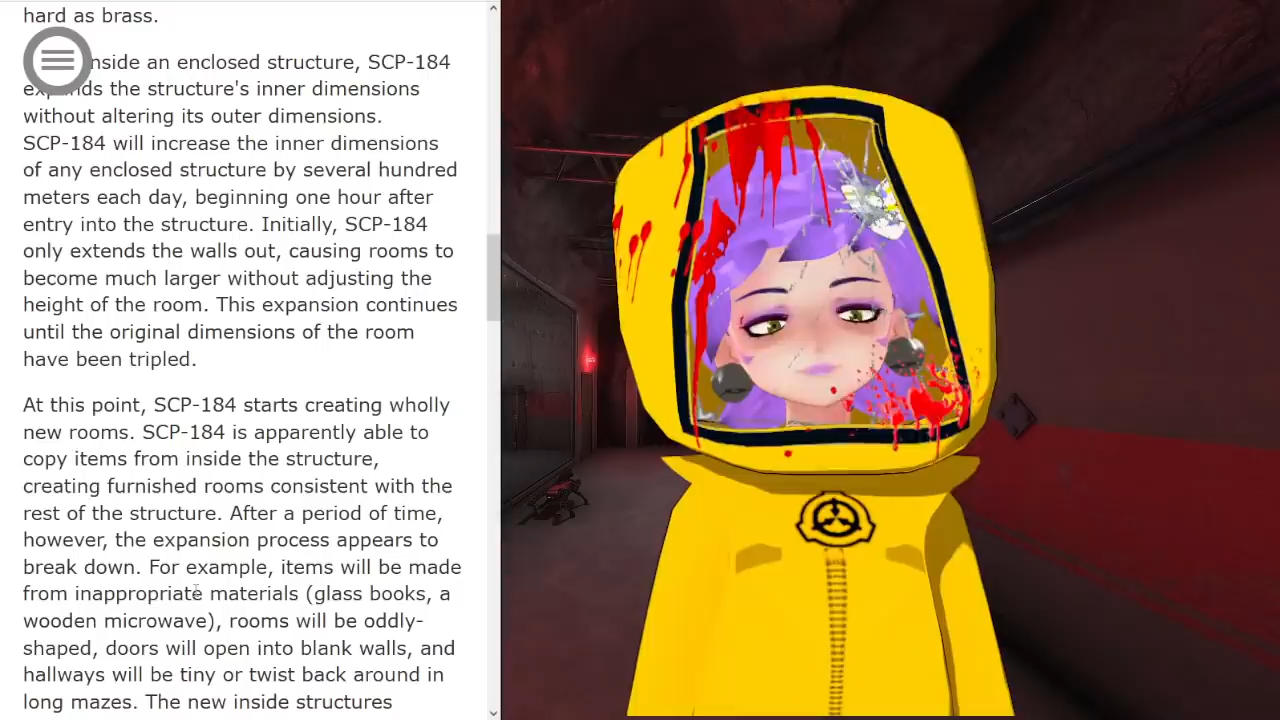 hard as brass.
nside an enclosed structure, SCP-184
expands the structure's inner dimensions
without altering its outer dimensions.
SCP-184 will increase the inner dimensions
of any enclosed structure by several hundred
meters each day, beginning one hour after
entry into the structure. Initially, SCP-184
only extends the walls out, causing rooms to
become much larger without adjusting the
height of the room. This expansion continues
until the original dimensions of the room
have been tripled.
At this point, SCP-184 starts creating wholly
new rooms. SCP-184 is apparently able to
copy items from inside the structure,
creating furnished rooms consistent with the
rest of the structure. After a period of time,
however, the expansion process appears to
break down. For example, items will be made
from inappropriate materials (glass books, a
wooden microwave), rooms will be oddly-
shaped, doors will open into blank walls, and
hallways will be tiny or twist back around in
long mazes. The new inside structures